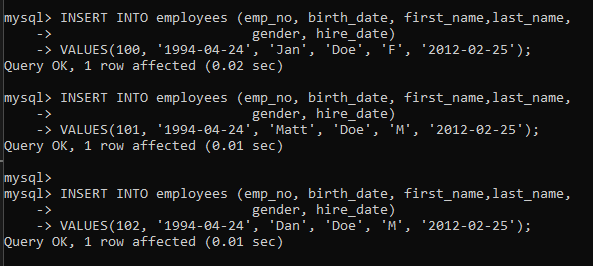 mysql> INSERT INTO employees (emp_no, birth_date, first_name,last_name,
    ->                        gender, hire_date)
    -> VALUES(100, '1994-04-24', 'Jan', 'Doe', 'F', '2012-02-25');
Query OK, 1 row affected (0.02 sec)
mysql> INSERT INTO employees (emp_no, birth_date, first_name,last_name,
    ->                        gender, hire_date)
    -> VALUES(101, '1994-04-24', 'Matt', 'Doe', 'M', '2012-02-25');
Query OK, 1 row affected (0.01 sec)
mysql>
mysql> INSERT INTO employees (emp_no, birth_date, first_name,last_name,
    ->                        gender, hire_date)
    -> VALUES(102, '1994-04-24', 'Dan', 'Doe', 'M', '2012-02-25');
Query OK, 1 row affected (0.01 sec)